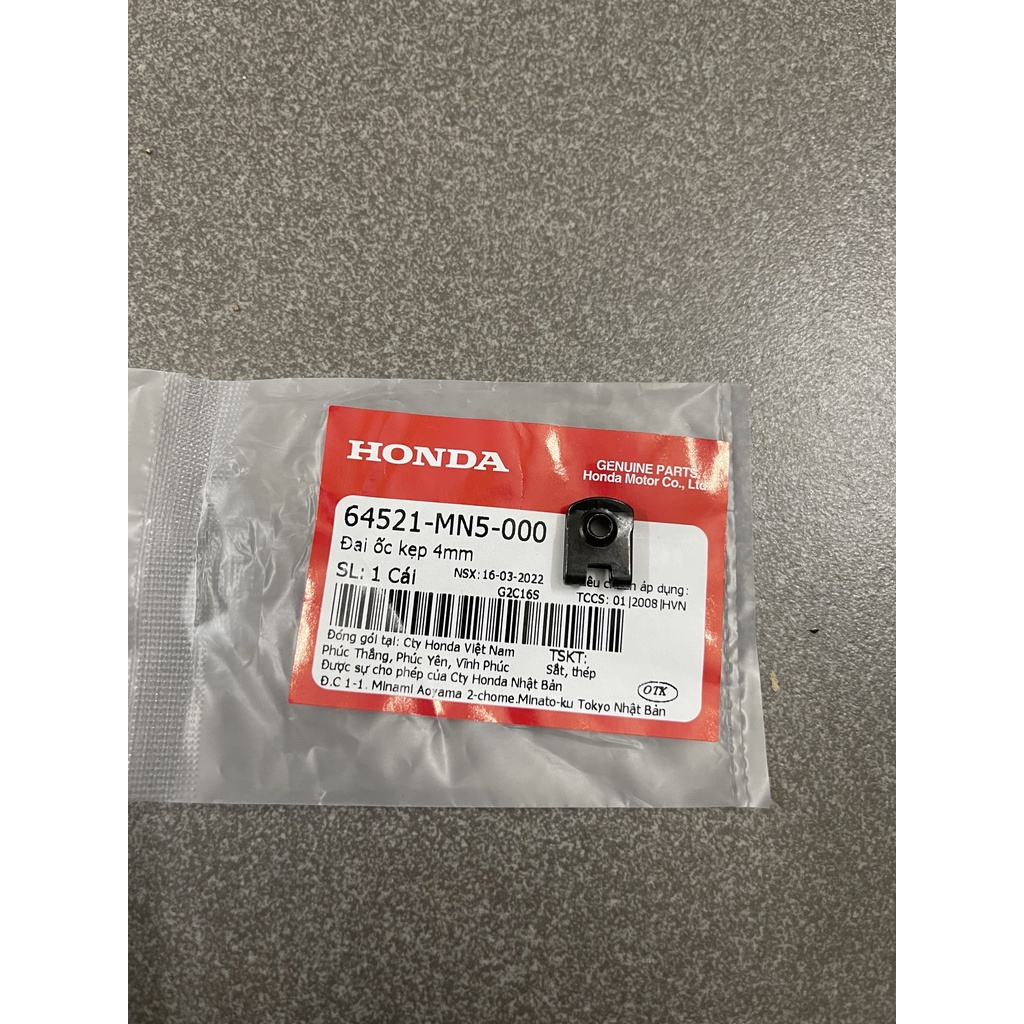 HONDA
GENUINE PARTS
Honda Motor Co., Ltd.
64521-MN5-000
Đai ốc kẹp 4mm
SL: 1 Cái
NSX: 16-03-2022
áp dụng:
G2C16S
TCCS: 01|2008|HVN
Đóng gói tại: Cty Honda Việt Nam
Phúc Thắng, Phúc Yên, Vĩnh Phúc
TSKT:
Sắt, thép
Được sự cho phép của Cty Honda Nhật Bản
Đ.C 1-1. Minami Aoyama 2-chome.Minato-ku Tokyo Nhật Bản
OTK